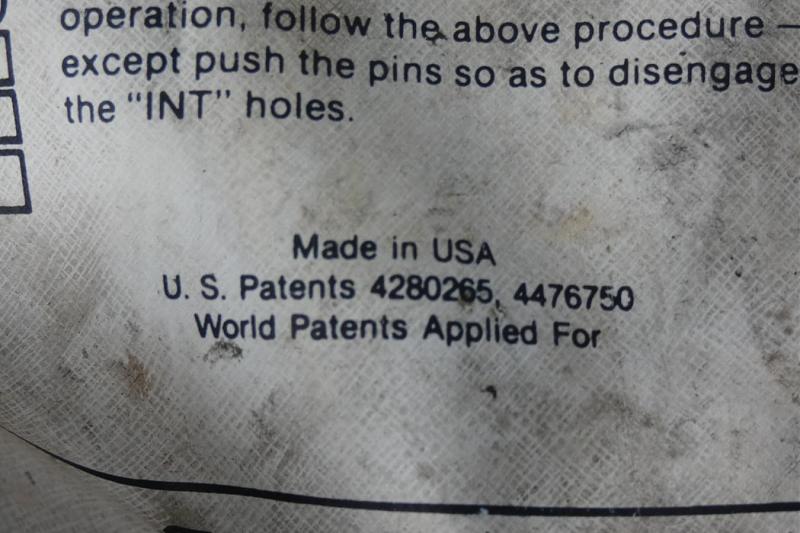 operation, follow the above procedure —
except push the pins so as to disengage
the “INT” holes.
Made in USA
U. S. Patents 4280265, 4476750
World Patents Applied For